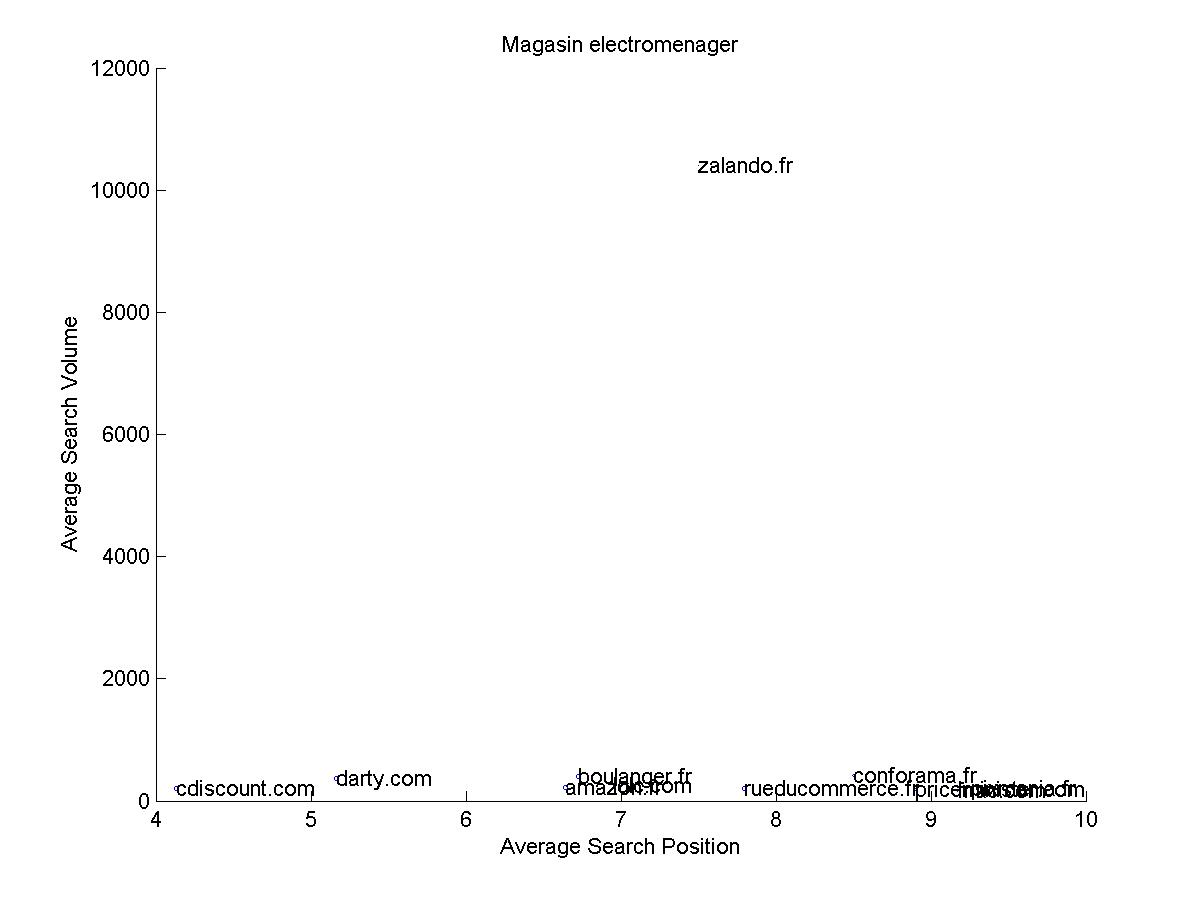 Magasin electromenager
12000
10000
8000
6000
4000
2000
0
Average Search Volume
zalando.fr
cdiscount.com
darty.com
boulanger.fr
amazon.fr
rueducommerce.fr
conforama.fr
4 5 6 7 8 9 10
Average Search Position